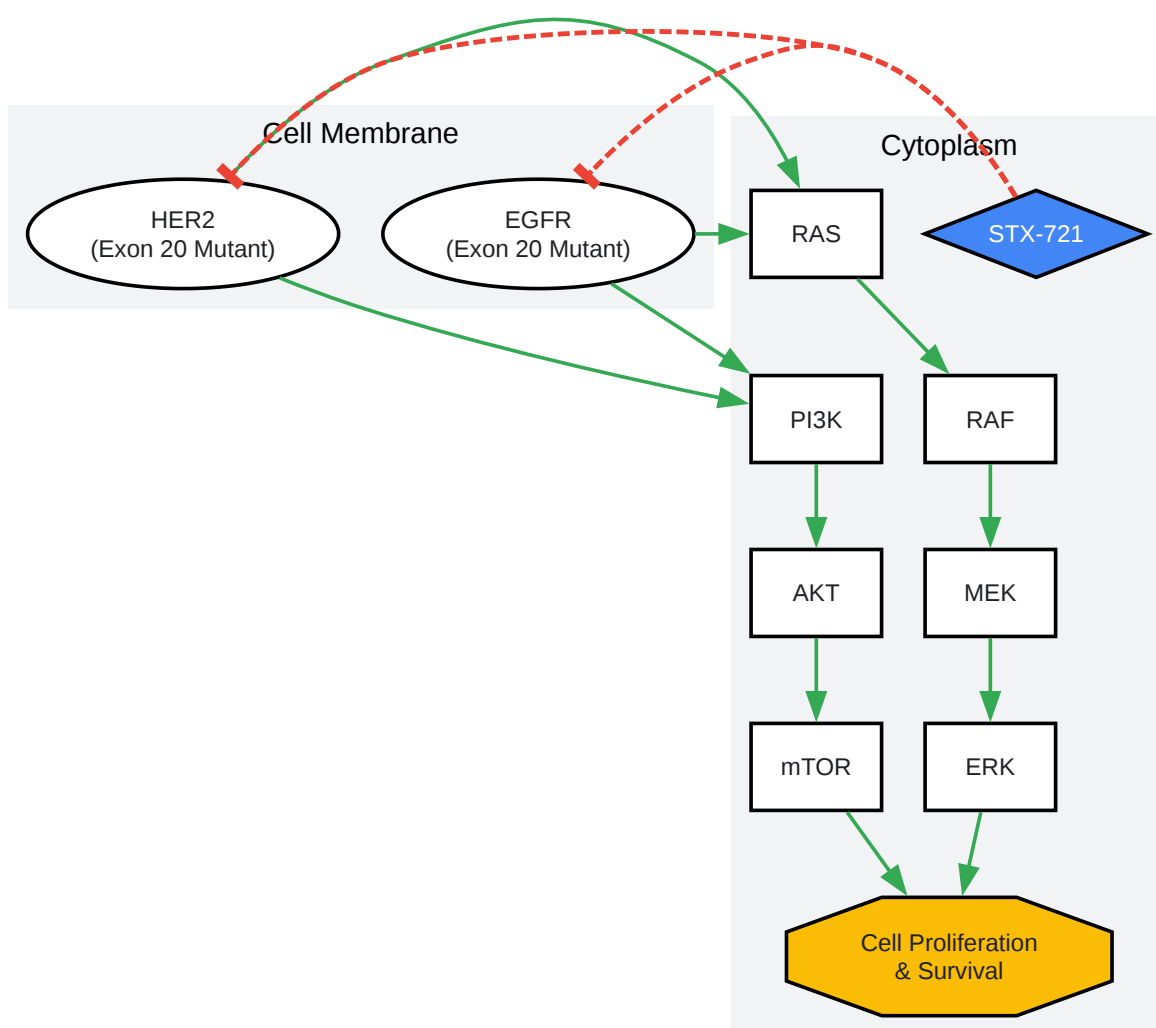 Cell Membrane
Cytoplasm
HER2
(Exon 20 Mutant)
EGFR
(Exon 20 Mutant)
RAS
STX-721
PI3K
RAF
AKT
MEK
mTOR
ERK
Cell Proliferation
& Survival